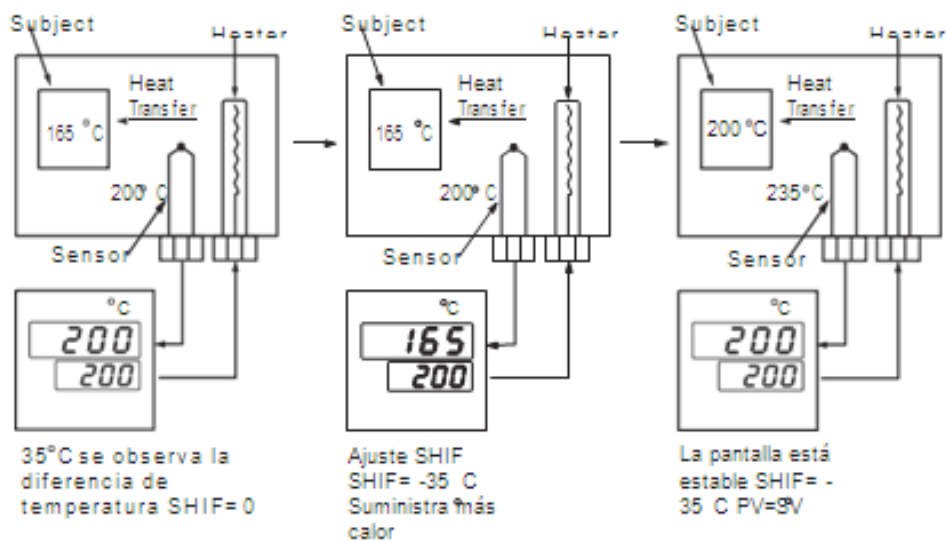 Subject
Heater
Heat
Transfer
165 °C
200° C
Sensor
°C
200
200
35°C se observa la
diferencia de
temperatura SHIF= 0
Subject
Heater
Heat
Transfer
165 °C
200° C
Sensor
°C
165
200
Ajuste SHIF
SHIF= -35 C
Suministra más
calor
Subject
Heater
Heat
Transfer
200 °C
235°C
Sensor
°C
200
200
La pantalla está
estable SHIF= -
35 C PV=SV